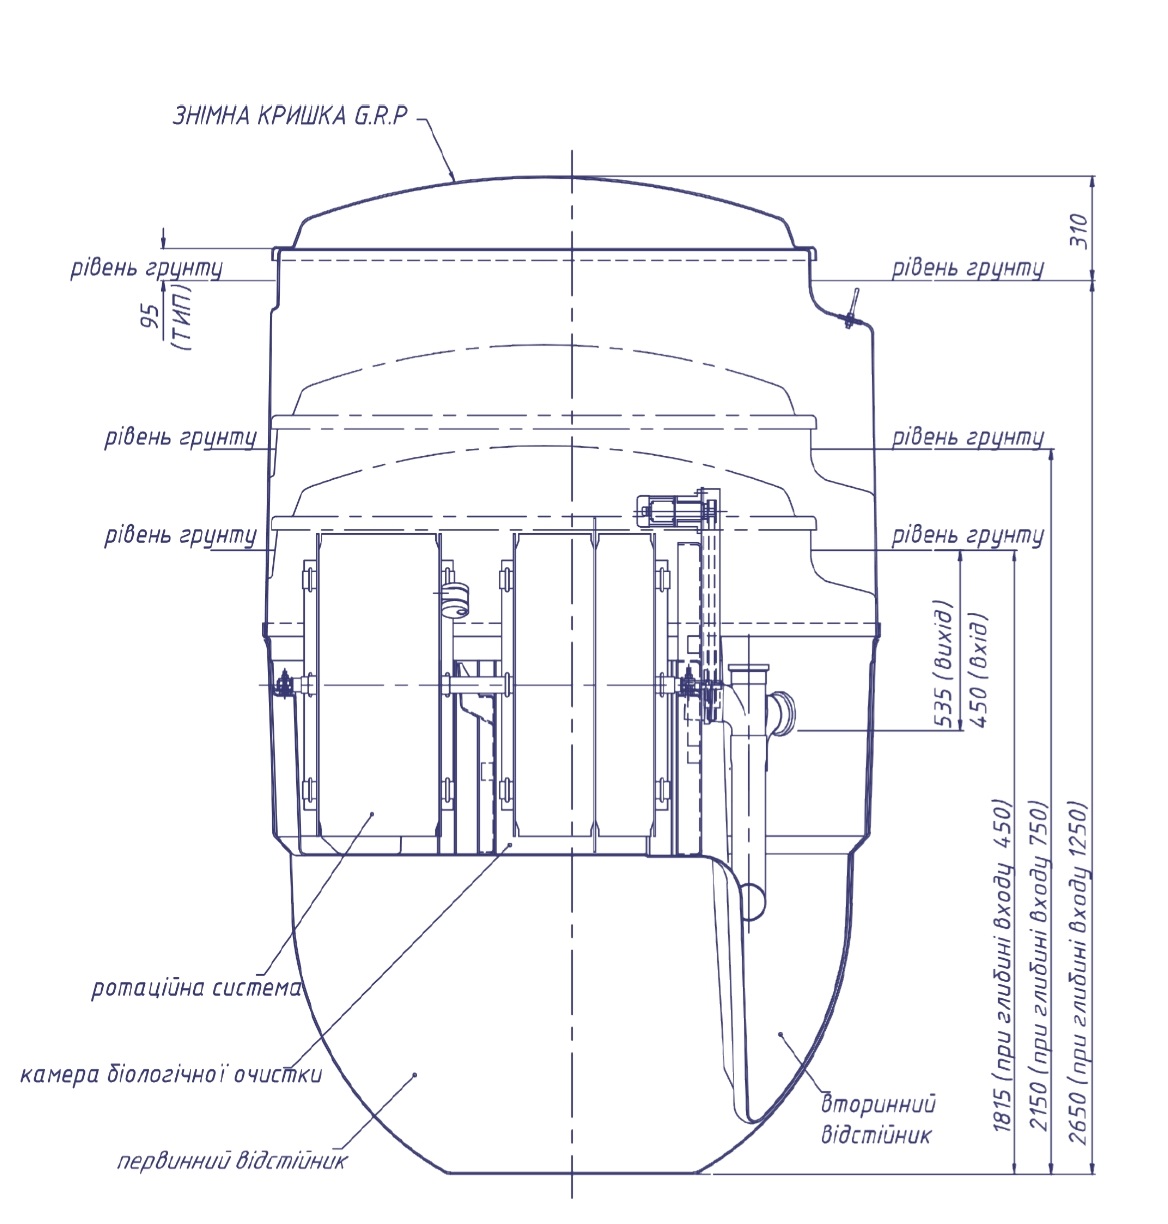 ЗНІМНА КРИШКА G.R.P
310
рівень грунту
рівень грунту
95
(ТИП)
рівень грунту
рівень грунту
рівень грунту
рівень грунту
535 (вихід)
450 (вхід)
1815 (при глибині входу 450)
2150 (при глибині входу 750)
2650 (при глибині входу 1250)
ротаційна система
камера біологічної очистки
вторинний
відстійник
первинний відстійник